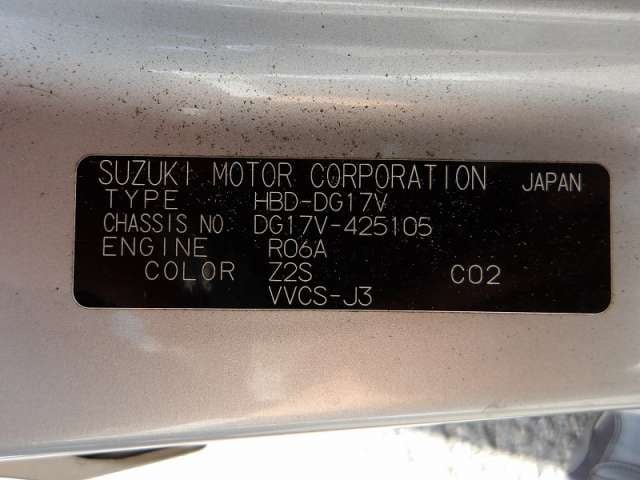 SUZUKI MOTOR CORPORATION JAPAN
TYPE HBD-DG17V
CHASSIS NO. DG17V-425105
ENGINE R06A
COLOR Z2S C02
VVCS-J3